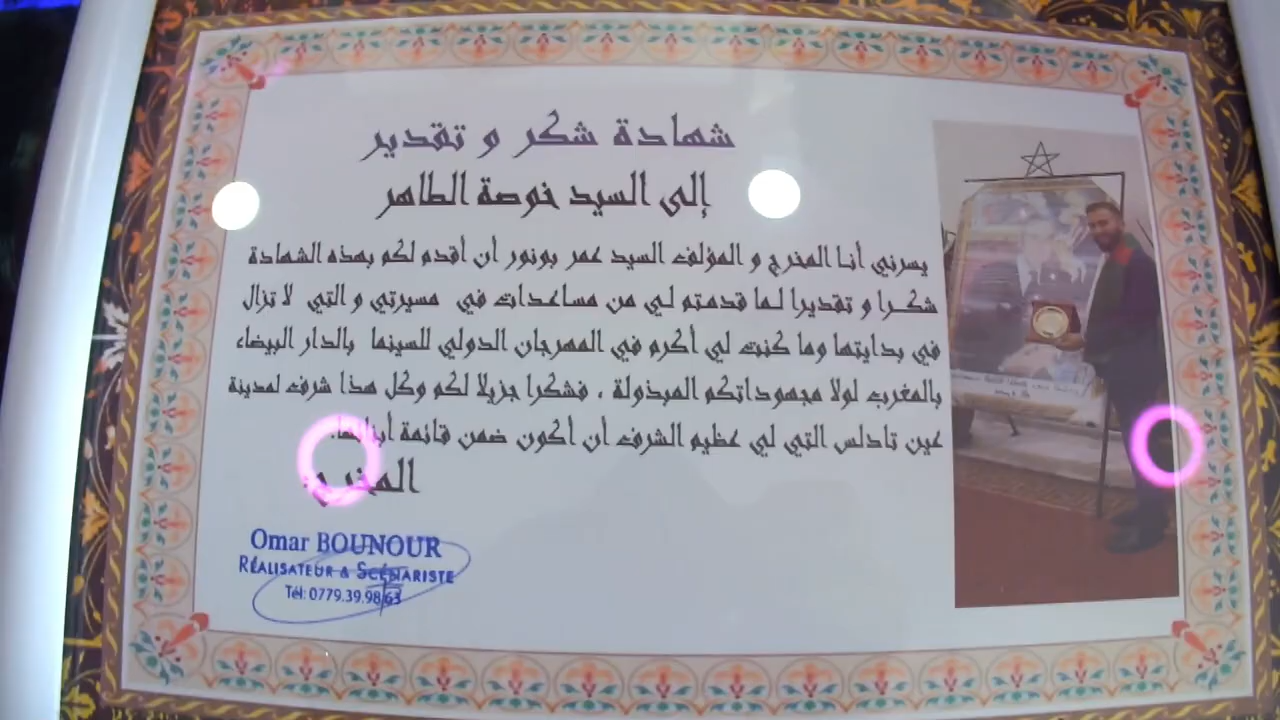 شهادة شكر و تقدير
إلى السيد خوصة الطاهر
يسرني أنا المخرج و المؤلف السيد عمر بونور أن أقدم لكم بهذه الشهادة
شكرا و تقديرا لما قدمتم لي من مساعدات في مسيرتي و التي لا تزال
في بدايتها وما كنت لي أكرم في المهرجان الدولي للسينما بالدار البيضاء
بالمغرب لولا مجهوداتكم المبذولة ، فشكرا جزيلا لكم وكل هذا شرف لمدينة
عين تادلس التي لي عظيم الشرف أن أكون ضمن قائمة أبنائها.
المخرج
Omar BOUNOUR
RÉALISATEUR & SCÉNARISTE
Tél: 0779.39.98.63